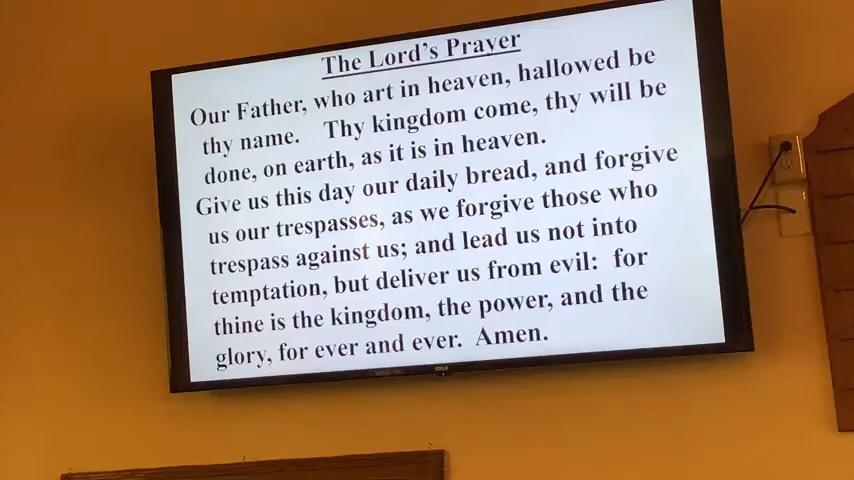 The Lord's Prayer
Our Father, who art in heaven, hallowed be
thy name. Thy kingdom come, thy will be
done, on earth, as it is in heaven.
Give us this day our daily bread, and forgive
us our trespasses, as we forgive those who
trespass against us; and lead us not into
temptation, but deliver us from evil: for
thine is the kingdom, the power, and the
glory, for ever and ever. Amen.